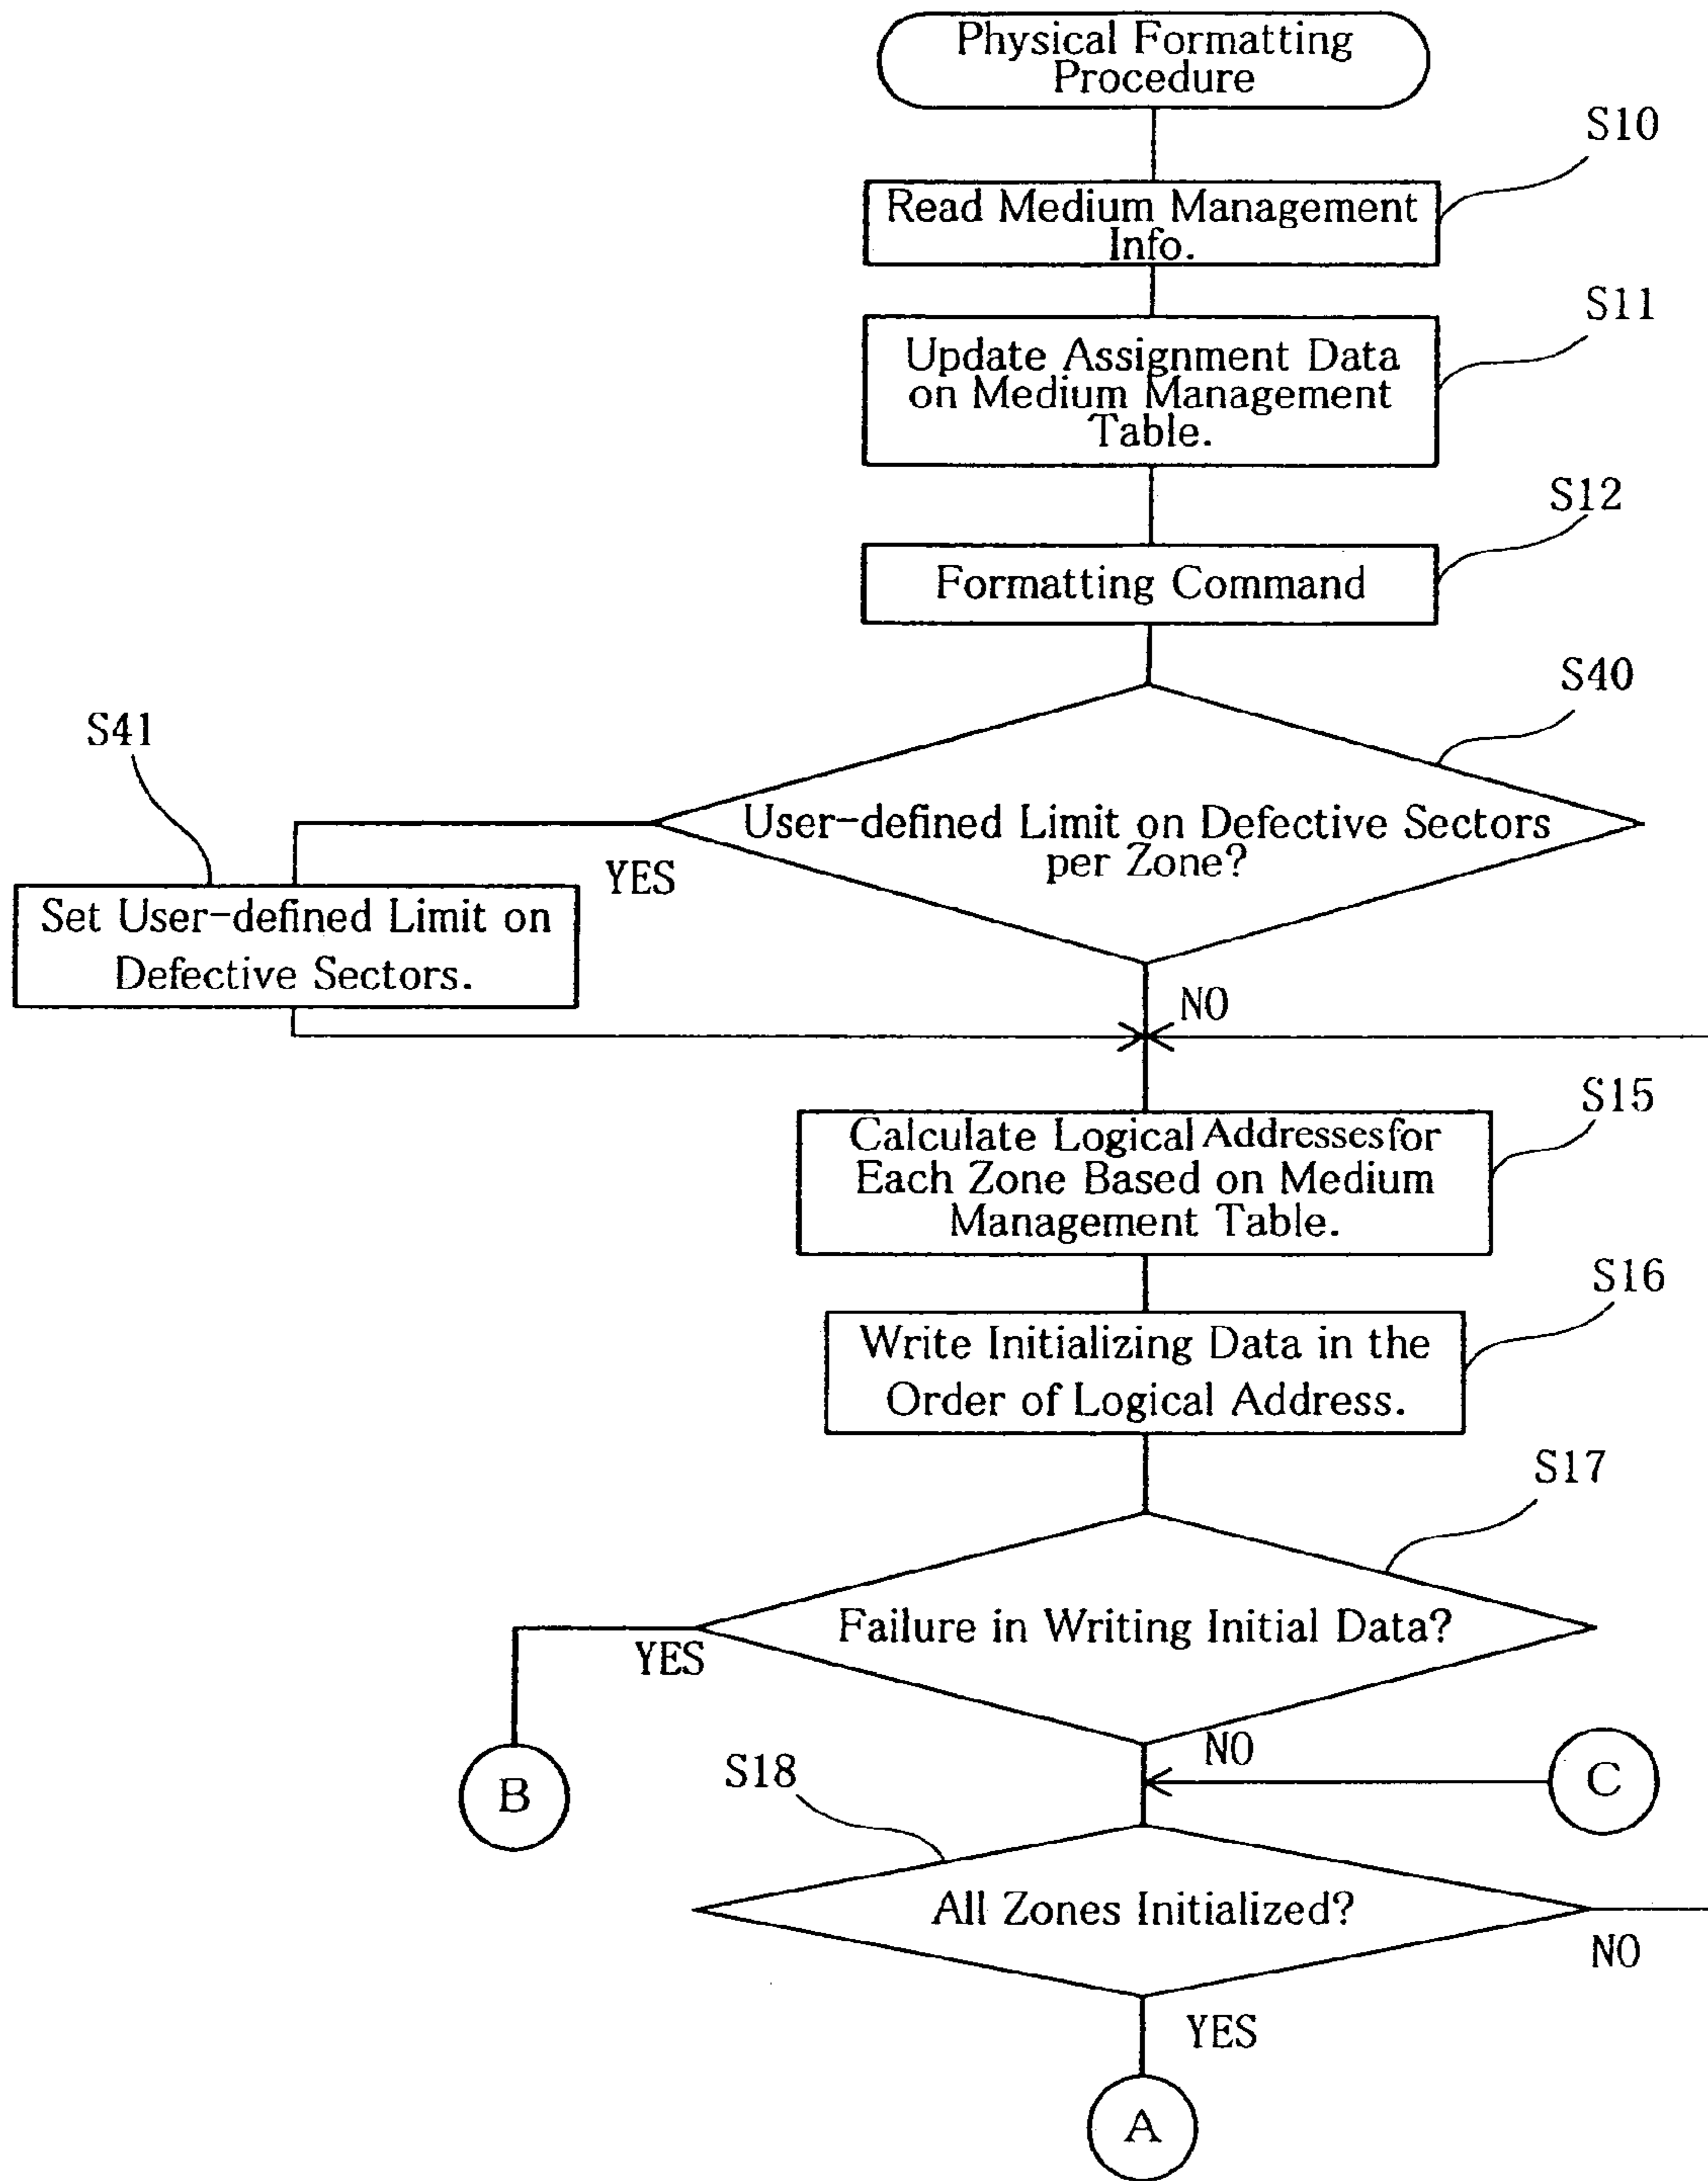 Physical Formatting
Procedure
S10
Read Medium Management
Info.
S11
Update Assignment Data
on Medium Management
Table.
S12
Formatting Command
S40
S41
User-defined Limit on Defective Sectors
per Zone?
YES
Set User-defined Limit on
Defective Sectors.
NO
S15
Calculate Logical Addresses for
Each Zone Based on Medium
Management Table.
S16
Write Initializing Data in the
Order of Logical Address.
S17
Failure in Writing Initial Data?
YES
NO
S18
C
B
All Zones Initialized?
NO
YES
A